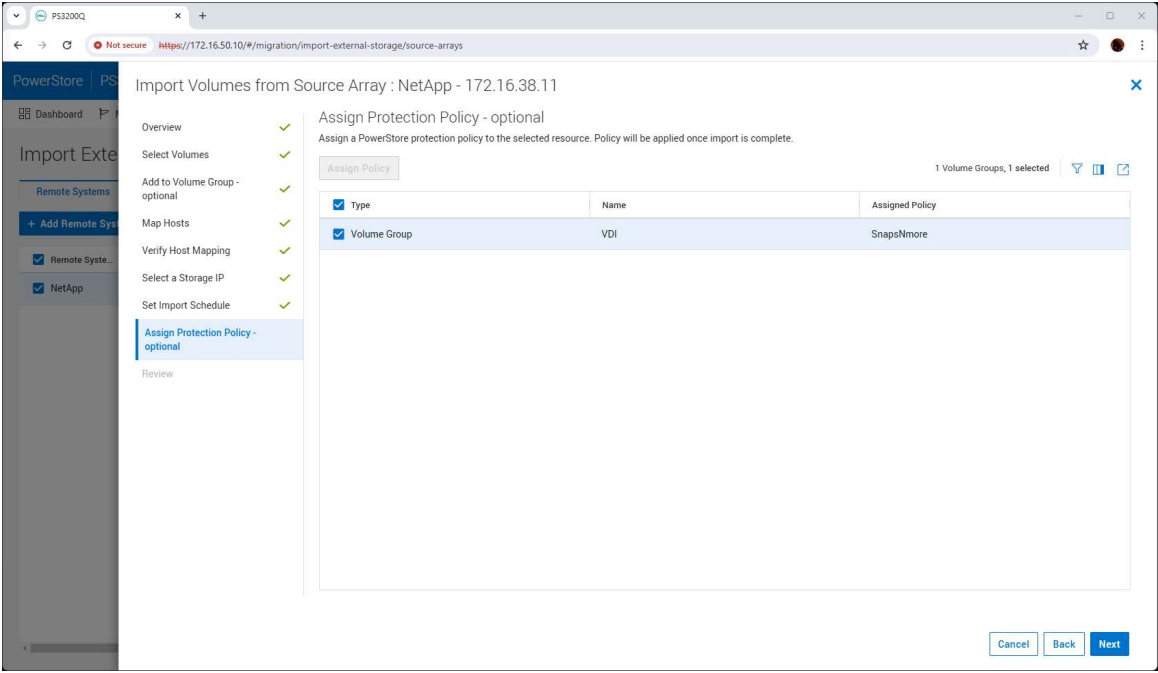 PS3200Q
Not secure https://172.16.50.10/#/migration/import-external-storage/source-arrays
PowerStore PS
Dashboard
Import Exte
Remote Systems
+ Add Remote Syst
Remote Syste...
NetApp
Import Volumes from Source Array : NetApp - 172.16.38.11
Overview
Select Volumes
Add to Volume Group -
optional
Map Hosts
Verify Host Mapping
Select a Storage IP
Set Import Schedule
Assign Protection Policy -
optional
Review
Assign Protection Policy - optional
Assign a PowerStore protection policy to the selected resource. Policy will be applied once import is complete.
Assign Policy
1 Volume Groups, 1 selected
Type Name Assigned Policy
Volume Group VDI SnapsNmore
Cancel Back Next